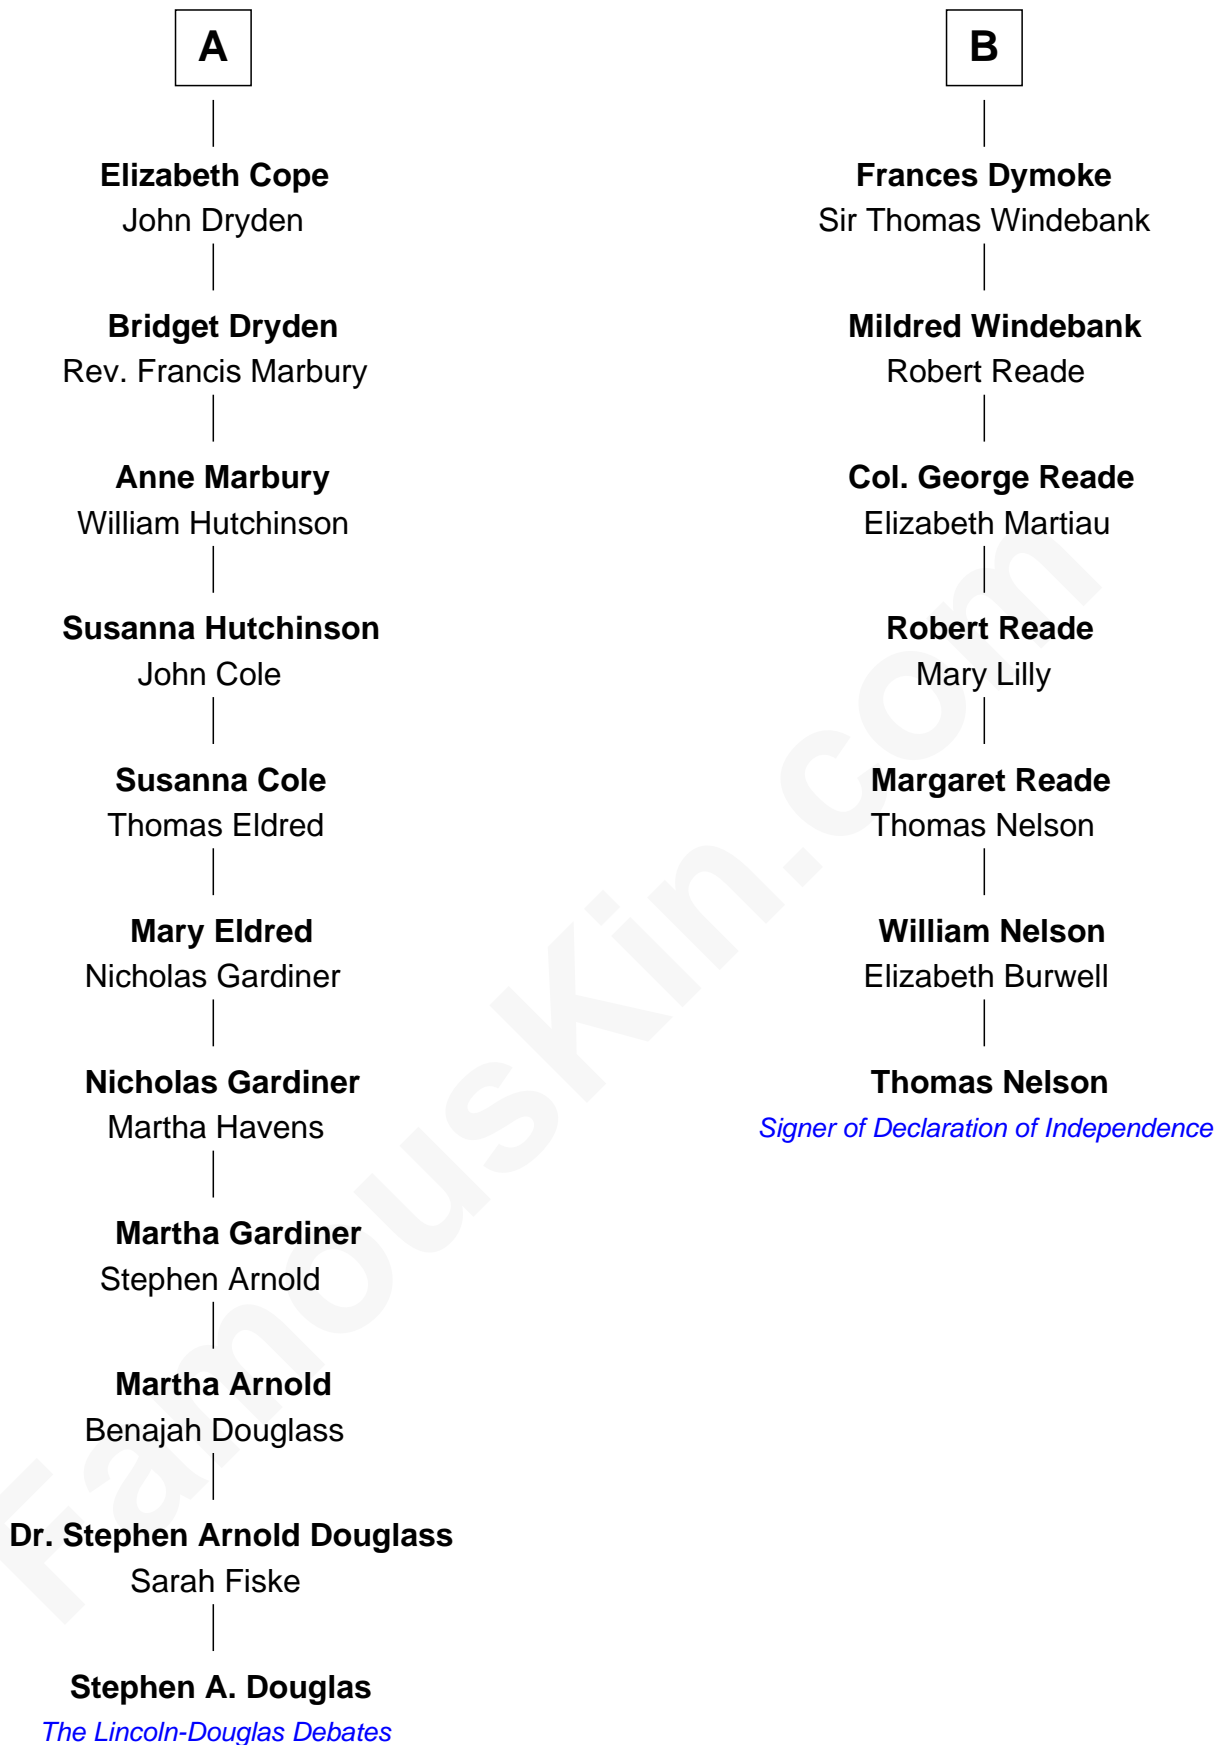 A
Elizabeth Cope
John Dryden
Bridget Dryden
Rev. Francis Marbury
Anne Marbury
William Hutchinson
Susanna Hutchinson
John Cole
Susanna Cole
Thomas Eldred
Mary Eldred
Nicholas Gardiner
Nicholas Gardiner
Martha Havens
Martha Gardiner
Stephen Arnold
Martha Arnold
Benajah Douglass
Dr. Stephen Arnold Douglass
Sarah Fiske
Stephen A. Douglas
The Lincoln-Douglas Debates
B
Frances Dymoke
Sir Thomas Windebank
Mildred Windebank
Robert Reade
Col. George Reade
Elizabeth Martiau
Robert Reade
Mary Lilly
Margaret Reade
Thomas Nelson
William Nelson
Elizabeth Burwell
Thomas Nelson
Signer of Declaration of Independence
FamousKin.com